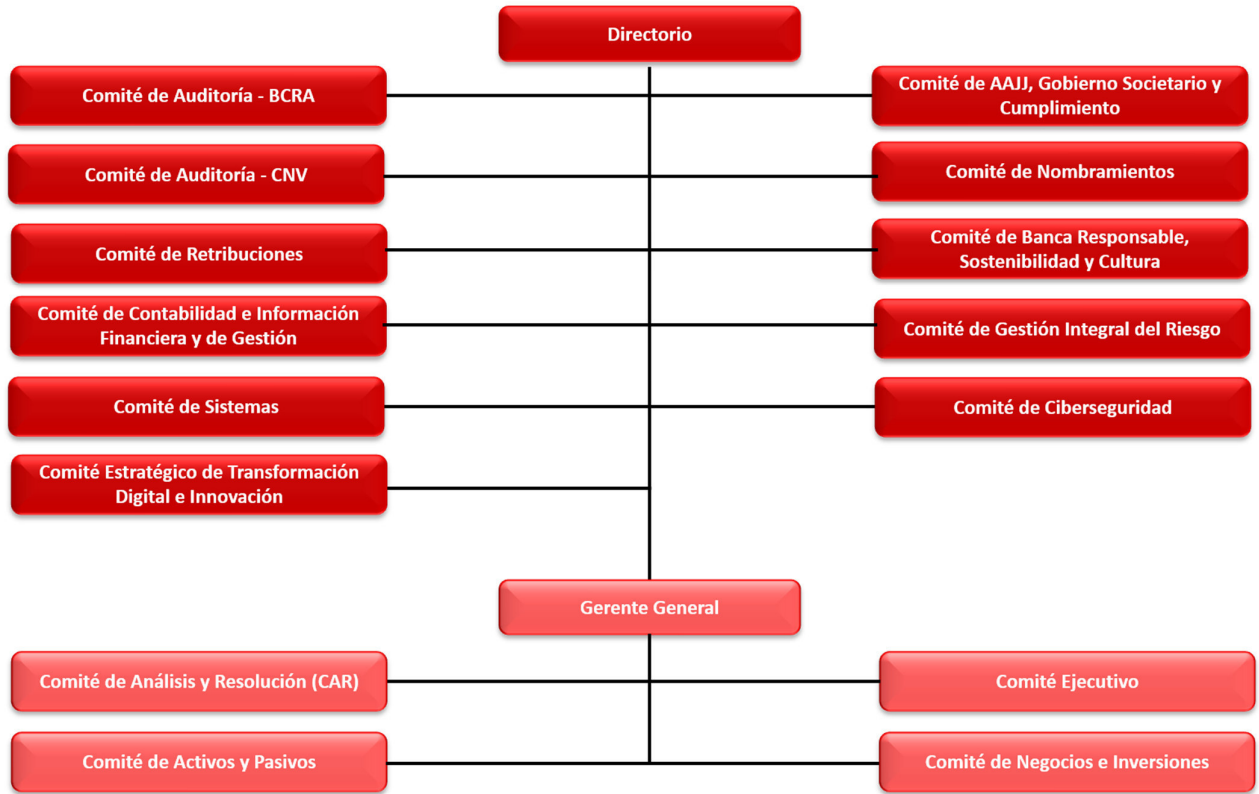 Directorio
Comité de Auditoría - BCRA
Comité de AAJJ, Gobierno Societario y
Cumplimiento
Comité de Auditoría - CNV
Comité de Nombramientos
Comité de Retribuciones
Comité de Banca Responsable,
Sostenibilidad y Cultura
Comité de Contabilidad e Información
Financiera y de Gestión
Comité de Gestión Integral del Riesgo
Comité de Sistemas
Comité de Ciberseguridad
Comité Estratégico de Transformación
Digital e Innovación
Gerente General
Comité de Análisis y Resolución (CAR)
Comité Ejecutivo
Comité de Activos y Pasivos
Comité de Negocios e Inversiones